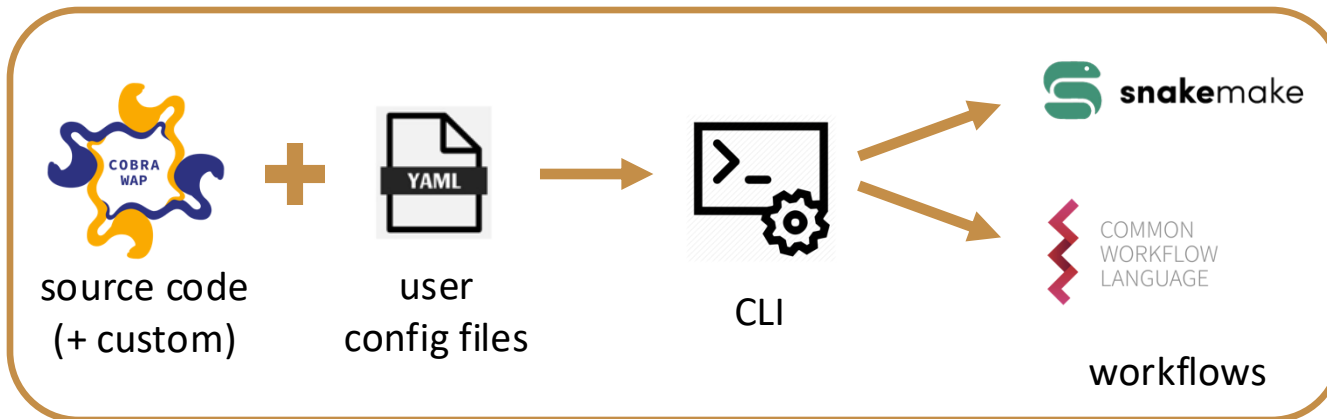 COBRA
WAP
source code
(+ custom)
YAML
user
config files
>_
CLI
snakemake
COMMON
WORKFLOW
LANGUAGE
workflows